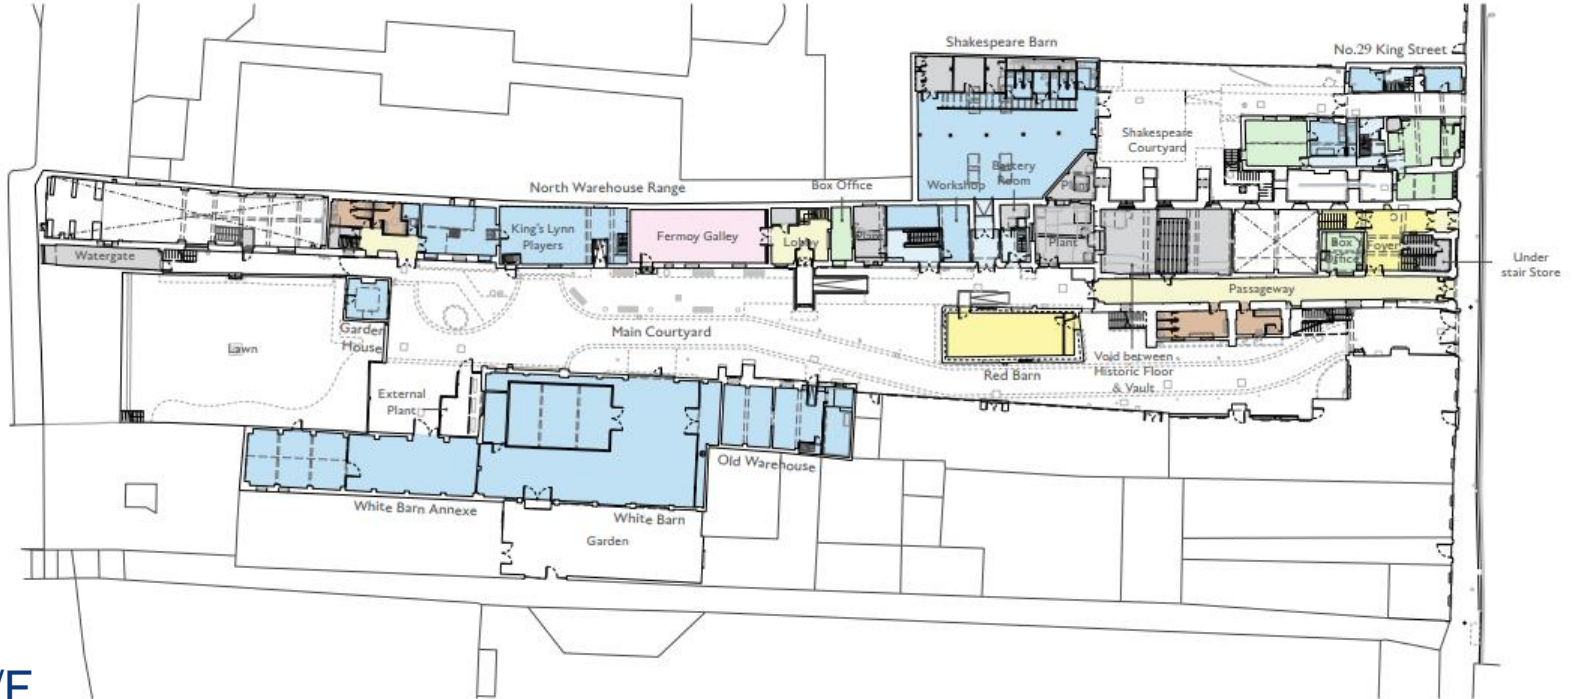 Shakespeare Barn
No.29 King Street
Shakespeare
Courtyard
Battery
Room
North Warehouse Range
Box Office
Workshop
King's Lynn
Players
Fermoy Galley
Lobby
Plant
Box
Office
Foyer
Watergate
Under
stair Store
Passageway
Garden
House
Main Courtyard
Lawn
Void between
Historic Floor
& Vault
Red Barn
External
Plant
Old Warehouse
White Barn Annexe
White Barn
Garden
/F